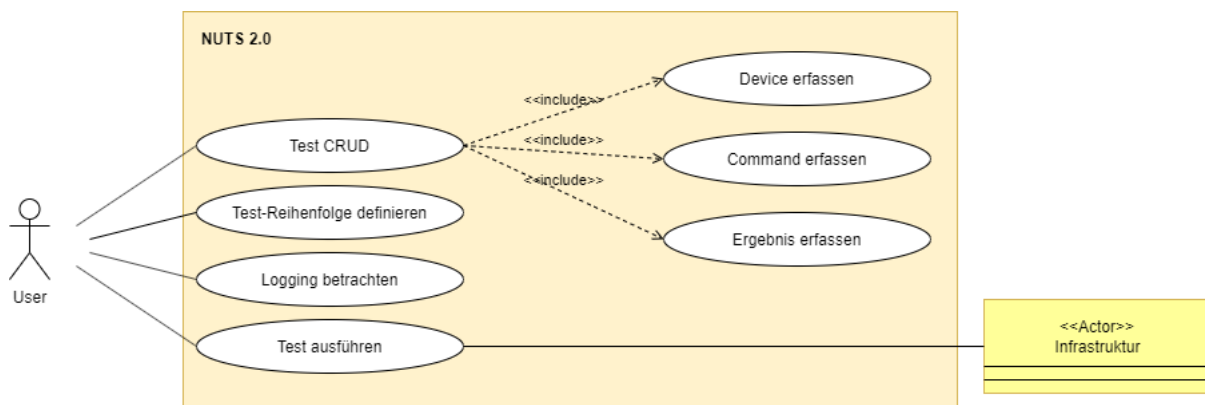 NUTS 2.0
Device erfassen
<<include>>
Test CRUD
<<include>>
Command erfassen
<<include>>
Test-Reihenfolge definieren
Ergebnis erfassen
User
Logging betrachten
Test ausführen
<<Actor>>
Infrastruktur